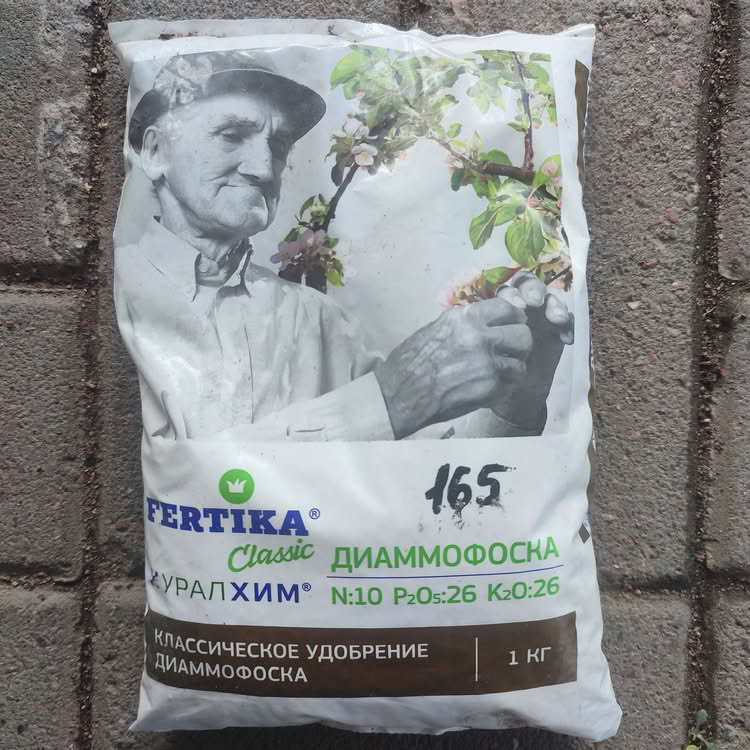 165
FERTIKA®
Classic
УРАЛХИМ®
ДИАММОФОСКА
N:10 P₂O₅:26 K₂O:26
КЛАССИЧЕСКОЕ УДОБРЕНИЕ
ДИАММОФОСКА
1 КГ